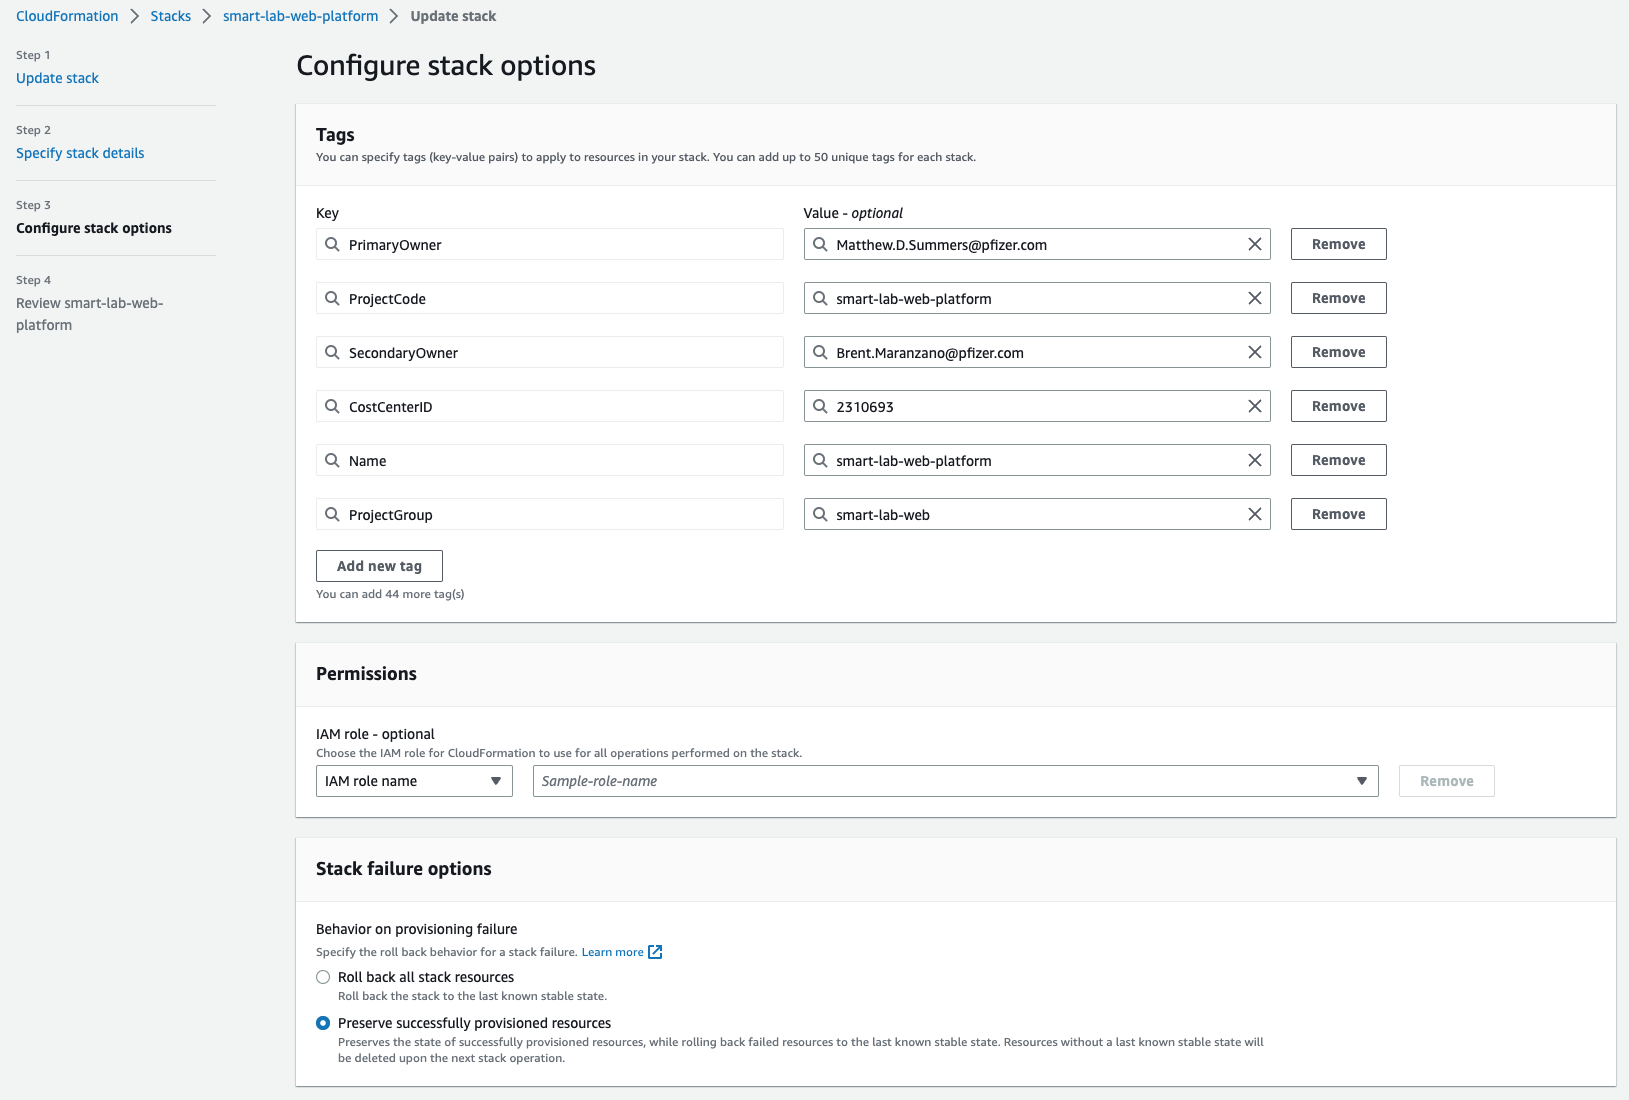 CloudFormation > Stacks > smart-lab-web-platform > Update stack
Step 1
Update stack
Step 2
Specify stack details
Step 3
Configure stack options
Step 4
Review smart-lab-web-
platform
Configure stack options
Tags
You can specify tags (key-value pairs) to apply to resources in your stack. You can add up to 50 unique tags for each stack.
Key Value - optional
PrimaryOwner Matthew.D.Summers@pfizer.com Remove
ProjectCode smart-lab-web-platform Remove
SecondaryOwner Brent.Maranzano@pfizer.com Remove
CostCenterID 2310693 Remove
Name smart-lab-web-platform Remove
ProjectGroup smart-lab-web Remove
Add new tag
You can add 44 more tag(s)
Permissions
IAM role - optional
Choose the IAM role for CloudFormation to use for all operations performed on the stack.
IAM role name Sample-role-name Remove
Stack failure options
Behavior on provisioning failure
Specify the roll back behavior for a stack failure. Learn more
Roll back all stack resources
Roll back the stack to the last known stable state.
Preserve successfully provisioned resources
Preserves the state of successfully provisioned resources, while rolling back failed resources to the last known stable state. Resources without a last known stable state will
be deleted upon the next stack operation.